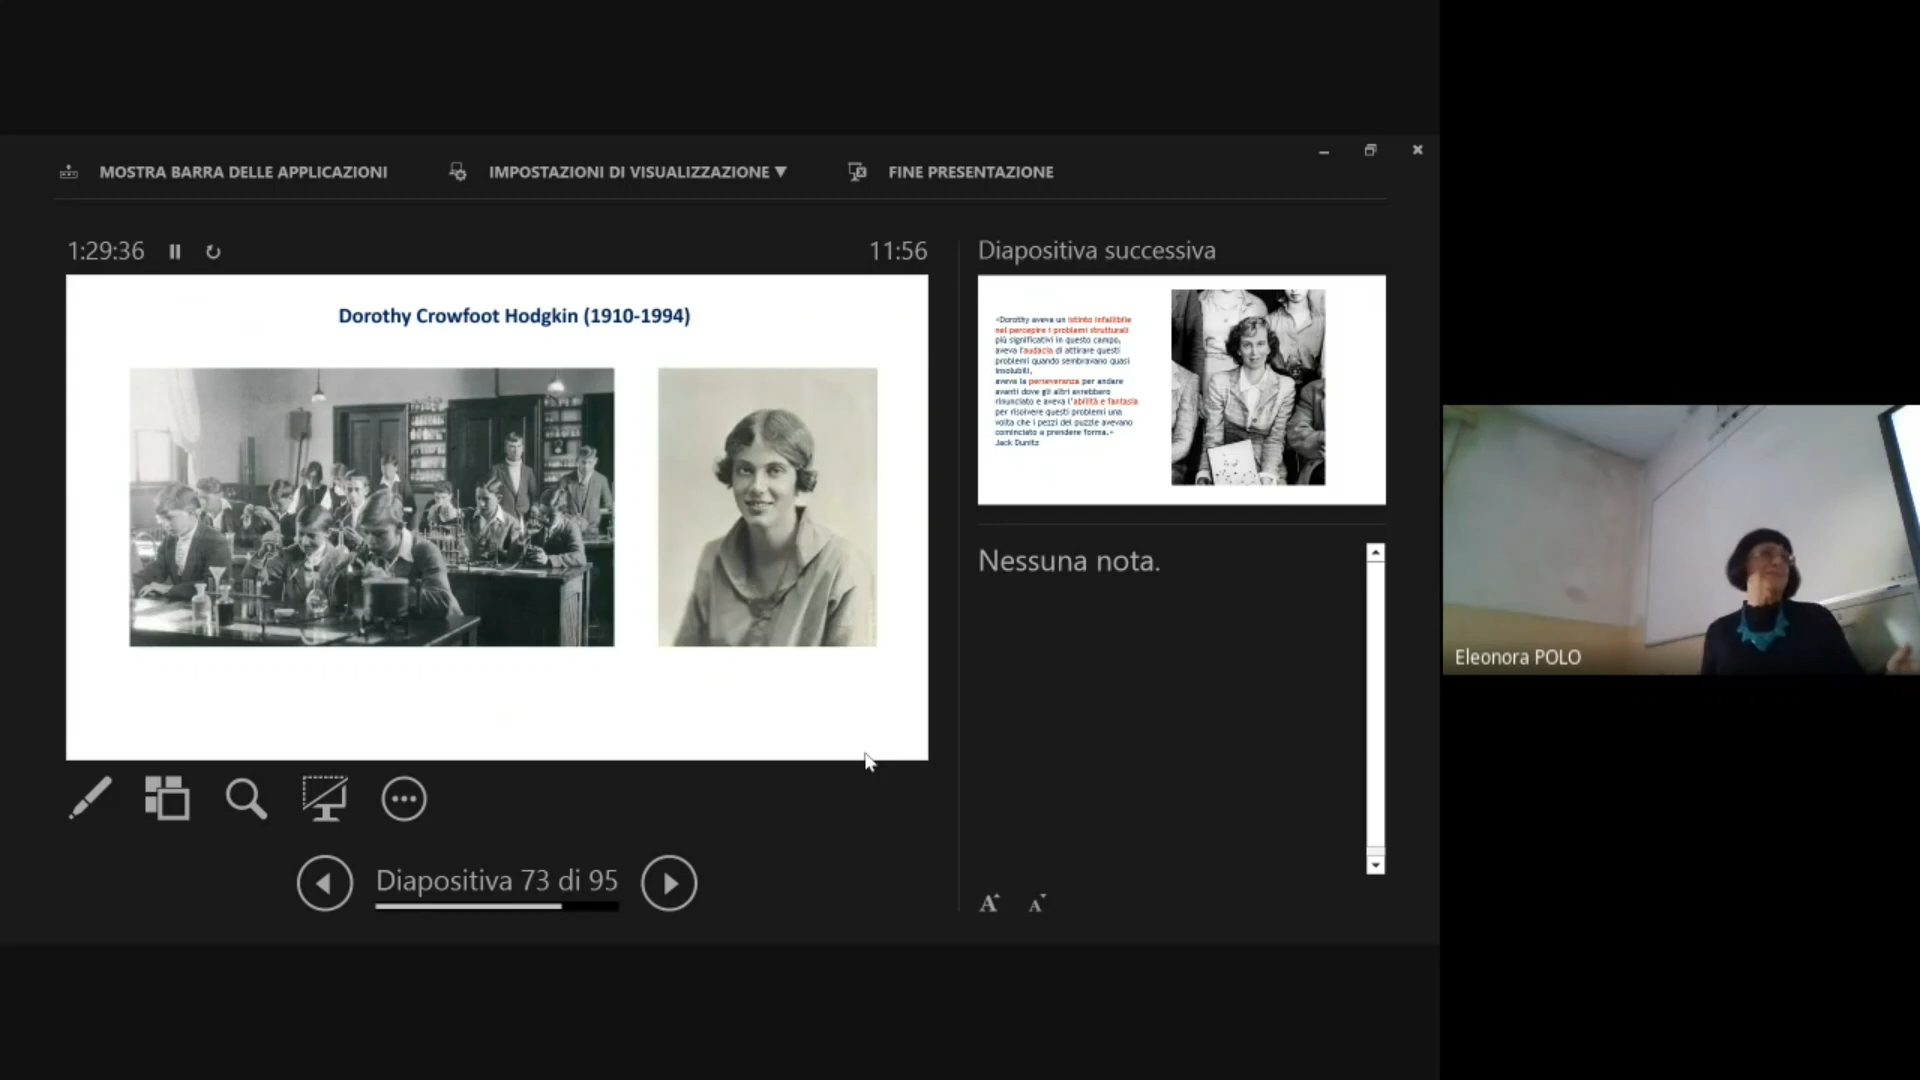 MOSTRA BARRA DELLE APPLICAZIONI
IMPOSTAZIONI DI VISUALIZZAZIONE ▼
FINE PRESENTAZIONE
1:29:36
11:56
Diapositiva successiva
Dorothy Crowfoot Hodgkin (1910-1994)
«Dorothy aveva un istinto infallibile
nel percepire i problemi strutturali
più significativi in questo campo,
aveva l'audacia di attirare questi
problemi quando sembravano quasi
insolubili,
aveva la perseveranza per andare
avanti dove gli altri avrebbero
rinunciato e aveva l'abilità e fantasia
per risolvere questi problemi una
volta che i pezzi del puzzle avevano
cominciato a prendere forma.»
Jack Dunitz
Nessuna nota.
Eleonora POLO
Diapositiva 73 di 95
A A